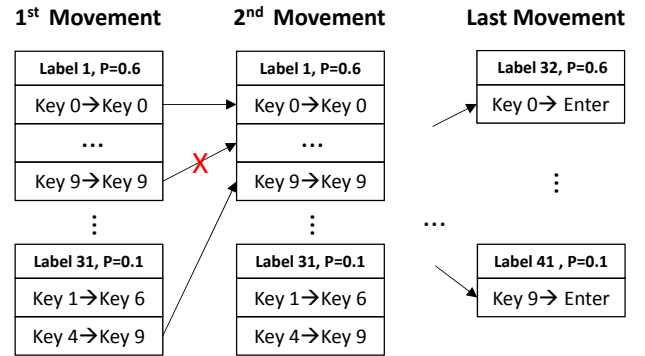 1st Movement
2nd Movement
Last Movement
Label 1, P=0.6
Key 0→Key 0
...
Key 9→Key 9
⋮
Label 31, P=0.1
Key 1→Key 6
Key 4→Key 9
Label 1, P=0.6
Key 0→Key 0
...
Key 9→Key 9
⋮
Label 31, P=0.1
Key 1→Key 6
Key 4→Key 9
X
...
Label 32, P=0.6
Key 0→ Enter
⋮
Label 41 , P=0.1
Key 9→ Enter